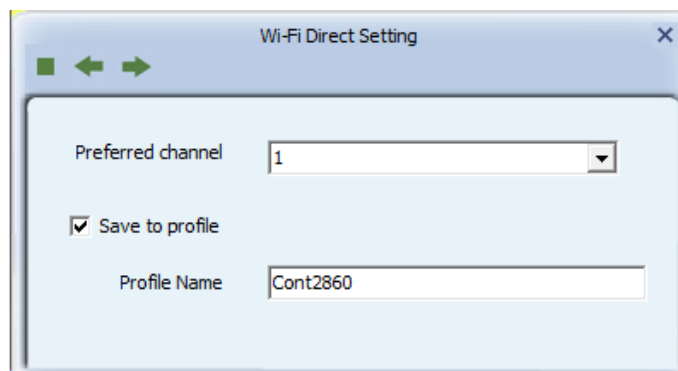 Wi-Fi Direct Setting
Preferred channel 1
Save to profile
Profile Name Cont2860